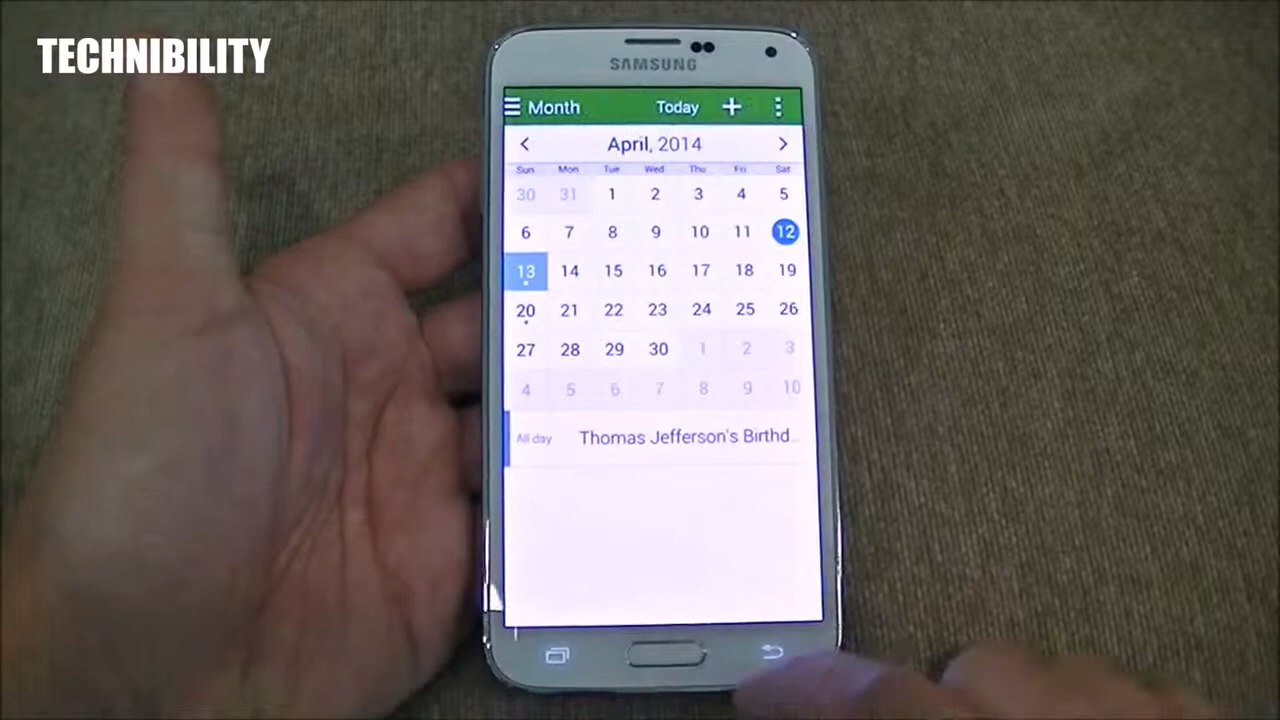 TECHNIBILITY
SAMSUNG
Month Today +
< April, 2014 >
Sun Mon Tue Wed Thu Fri Sat
30 31 1 2 3 4 5
6 7 8 9 10 11 12
13 14 15 16 17 18 19
20 21 22 23 24 25 26
27 28 29 30 1 2 3
4 5 6 7 8 9 10
All day Thomas Jefferson's Birthd...